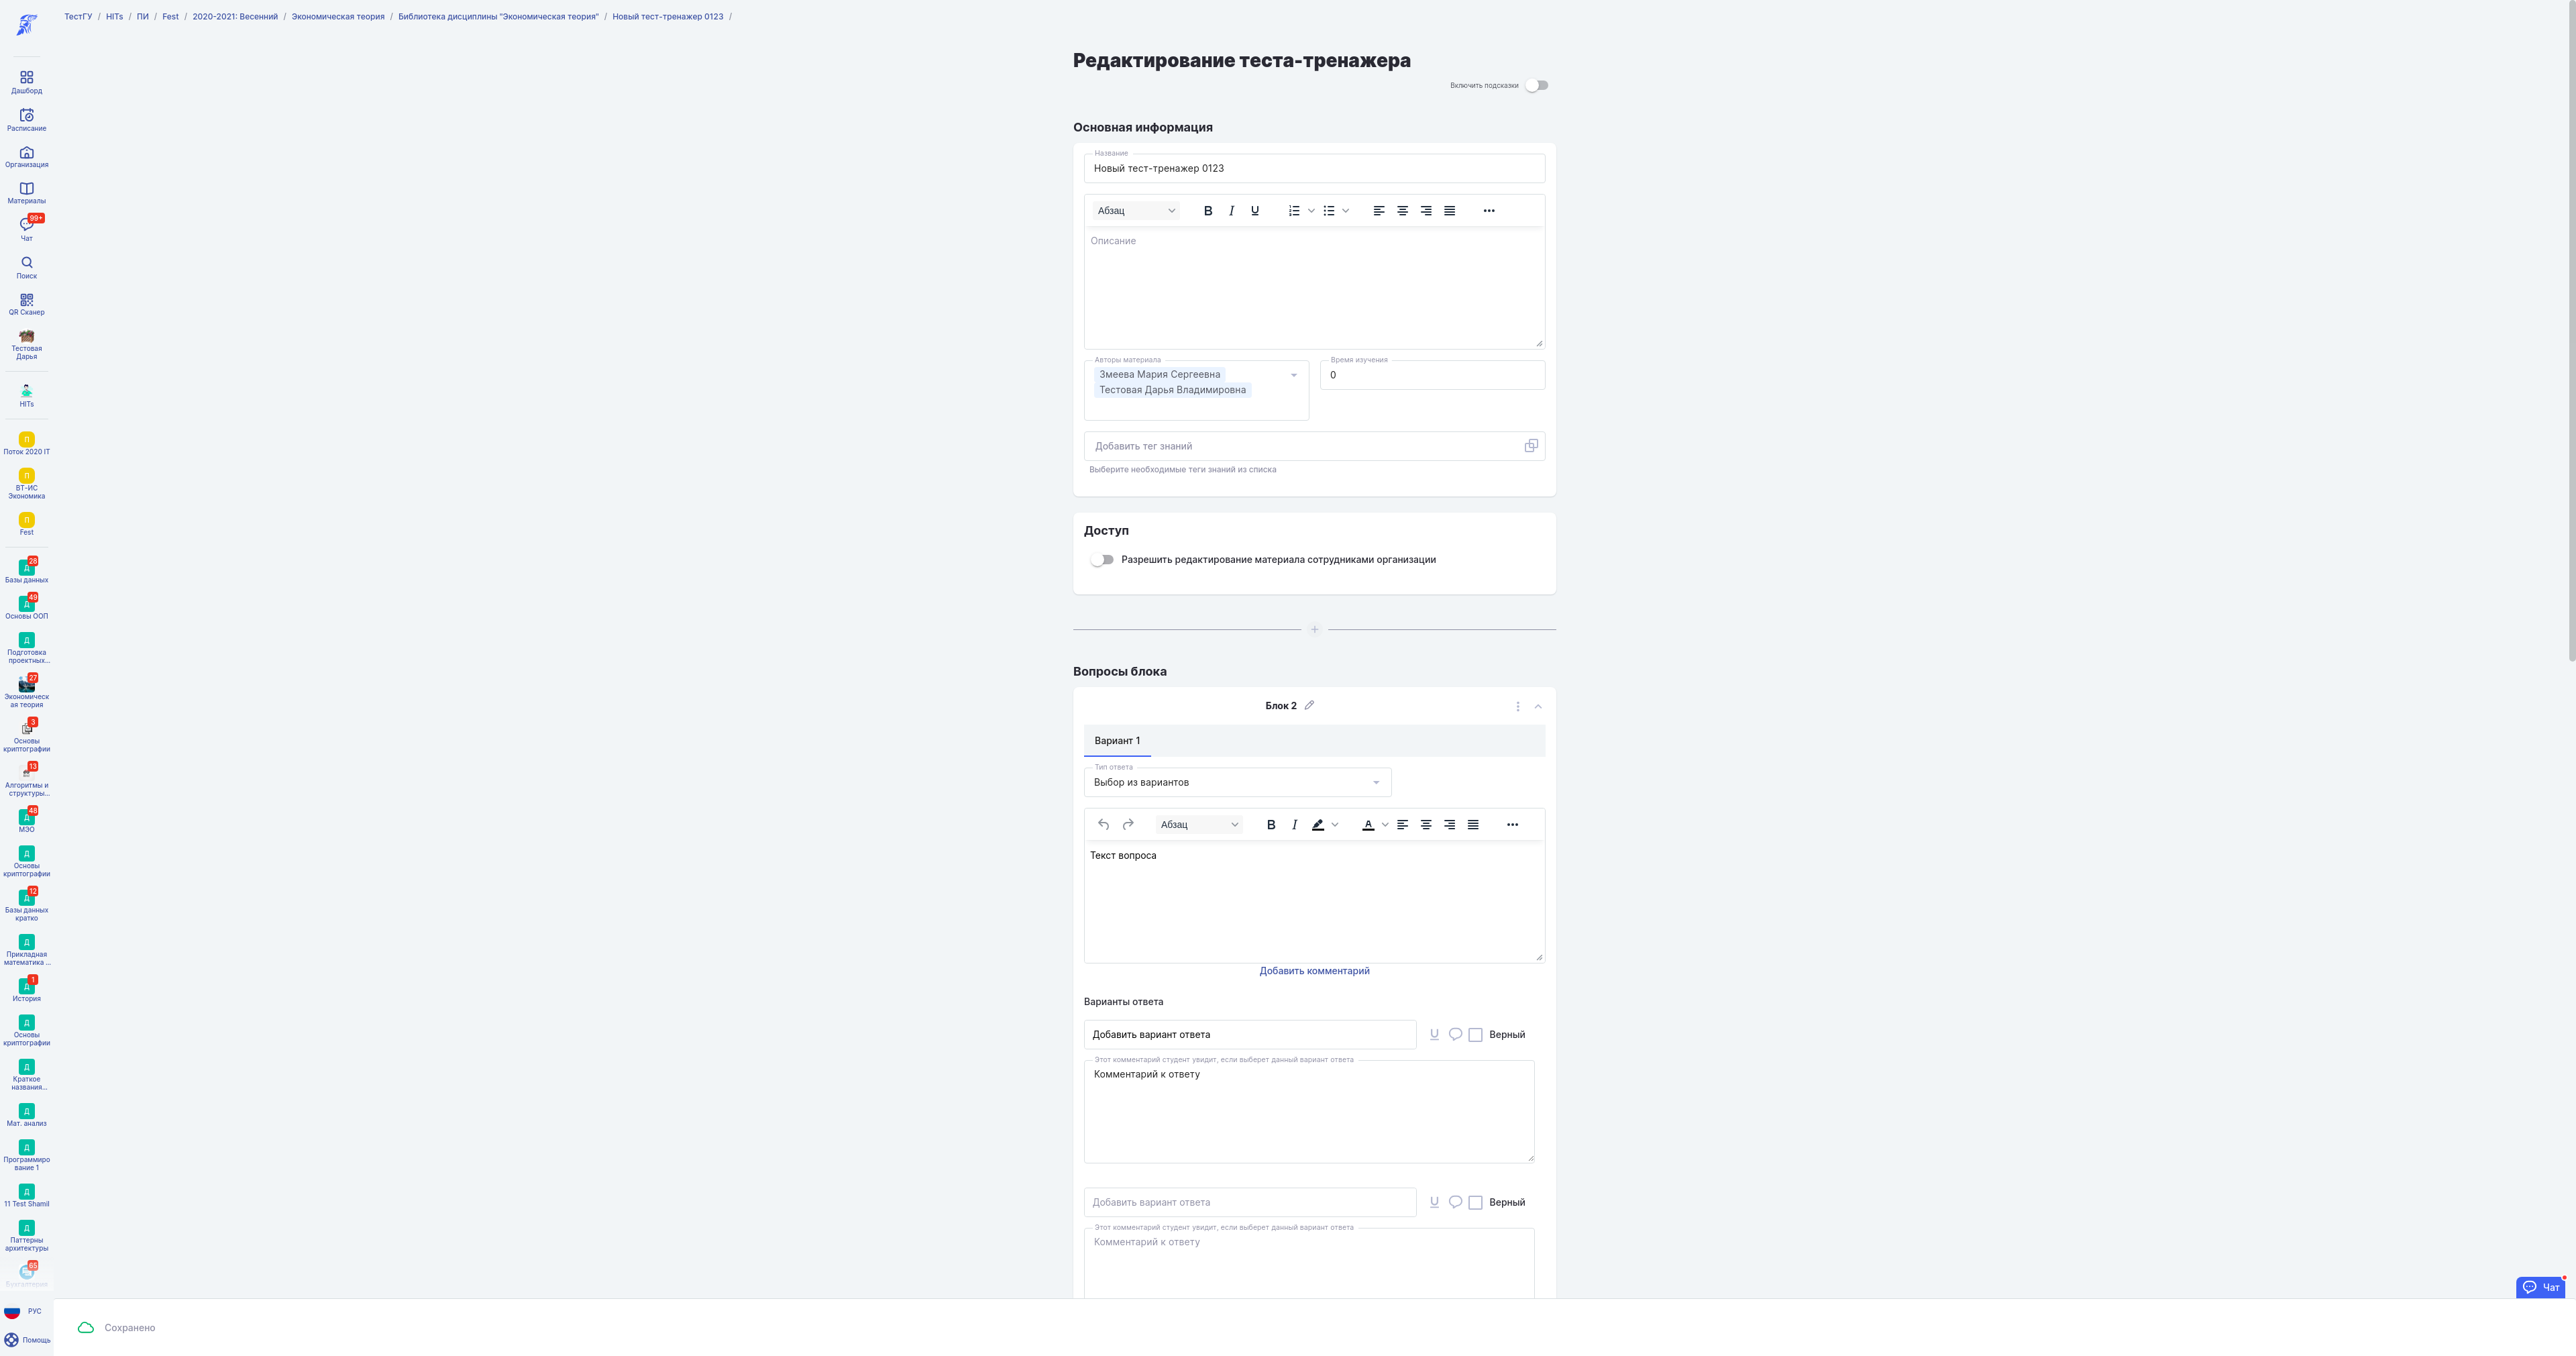 ТестГУ / HITs / ПИ / Fest / 2020-2021: Весенний / Экономическая теория / Библиотека дисциплины "Экономическая теория" / Новый тест-тренажер 0123 /
Дашборд
Расписание
Организация
Материалы
99+
Чат
Поиск
QR Сканер
Тестовая
Дарья
HITs
П
Поток 2020 IT
П
ВТ-ИС
Экономика
П
Fest
28
Д
Базы данных
49
Д
Основы ООП
Д
Подготовка
проектных...
27
Экономическ
ая теория
3
Основы
криптографии
13
Алгоритмы и
структуры...
48
Д
МЭО
Д
Основы
криптографии
12
Д
Базы данных
кратко
Д
Прикладная
математика ...
1
Д
История
Д
Основы
криптографии
Д
Краткое
названия...
Д
Мат. анализ
Д
Программиро
вание 1
Д
11 Test Shamil
Д
Паттерны
архитектуры
65
Бухгалтерия
РУС
Помощь
Редактирование теста-тренажера
Включить подсказки
Основная информация
Название
Новый тест-тренажер 0123
Абзац
Описание
Авторы материала
Змеева Мария Сергеевна
Тестовая Дарья Владимировна
Время изучения
0
Добавить тег знаний
Выберите необходимые теги знаний из списка
Доступ
Разрешить редактирование материала сотрудниками организации
Вопросы блока
Блок 2
Вариант 1
Тип ответа
Выбор из вариантов
Абзац
Текст вопроса
Добавить комментарий
Варианты ответа
Добавить вариант ответа
Верный
Этот комментарий студент увидит, если выберет данный вариант ответа
Комментарий к ответу
Добавить вариант ответа
Верный
Этот комментарий студент увидит, если выберет данный вариант ответа
Комментарий к ответу
Чат
Сохранено